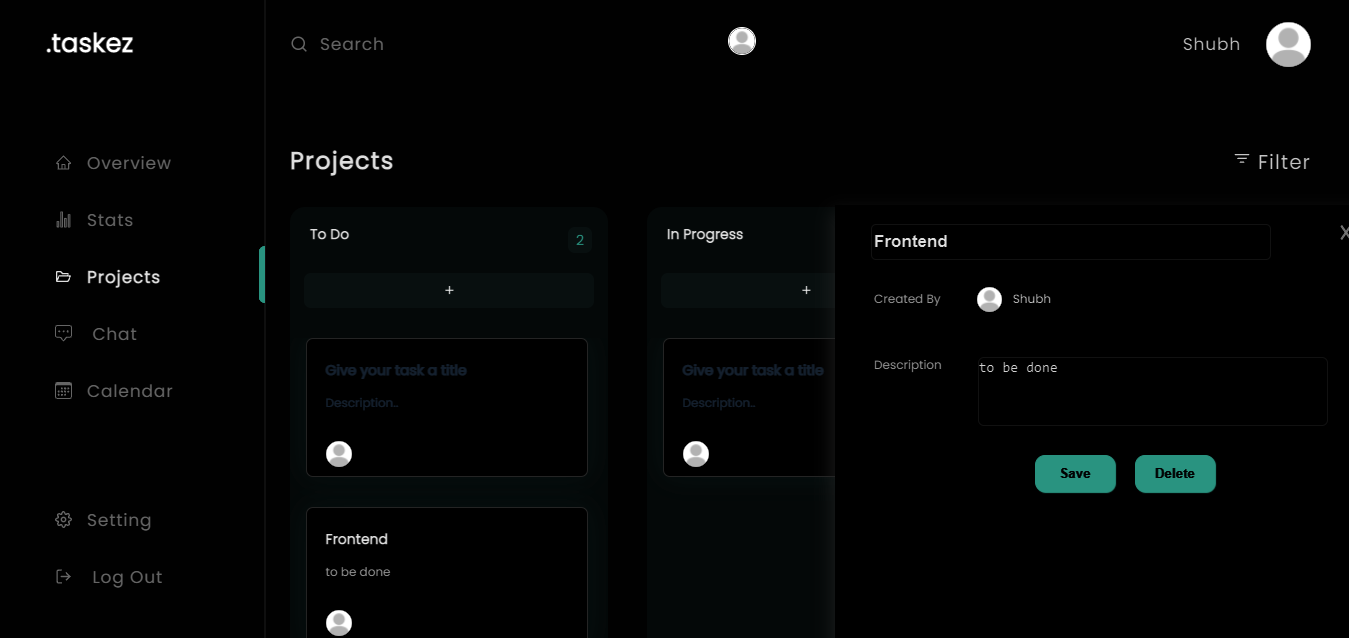 .taskez
Search
Shubh
Overview
Stats
Projects
Chat
Calendar
Setting
Log Out
Projects
Filter
To Do
2
+
Give your task a title
Description..
Frontend
to be done
In Progress
+
Give your task a title
Description..
X
Frontend
Created By Shubh
Description to be done
Save Delete